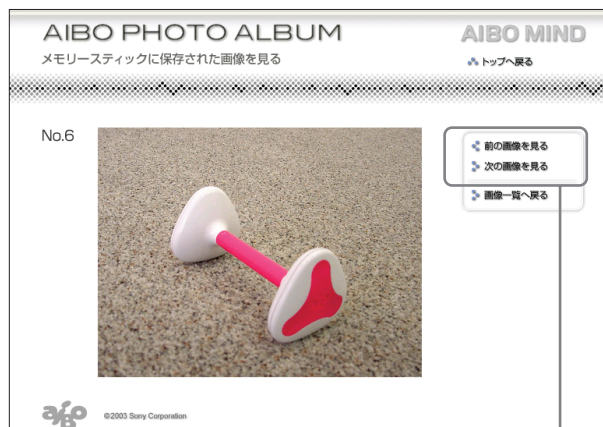 AIBO PHOTO ALBUM
AIBO MIND
メモリースティックに保存された画像を見る
トップへ戻る
No.6
前の画像を見る
次の画像を見る
画像一覧へ戻る
aibo
©2003 Sony Corporation